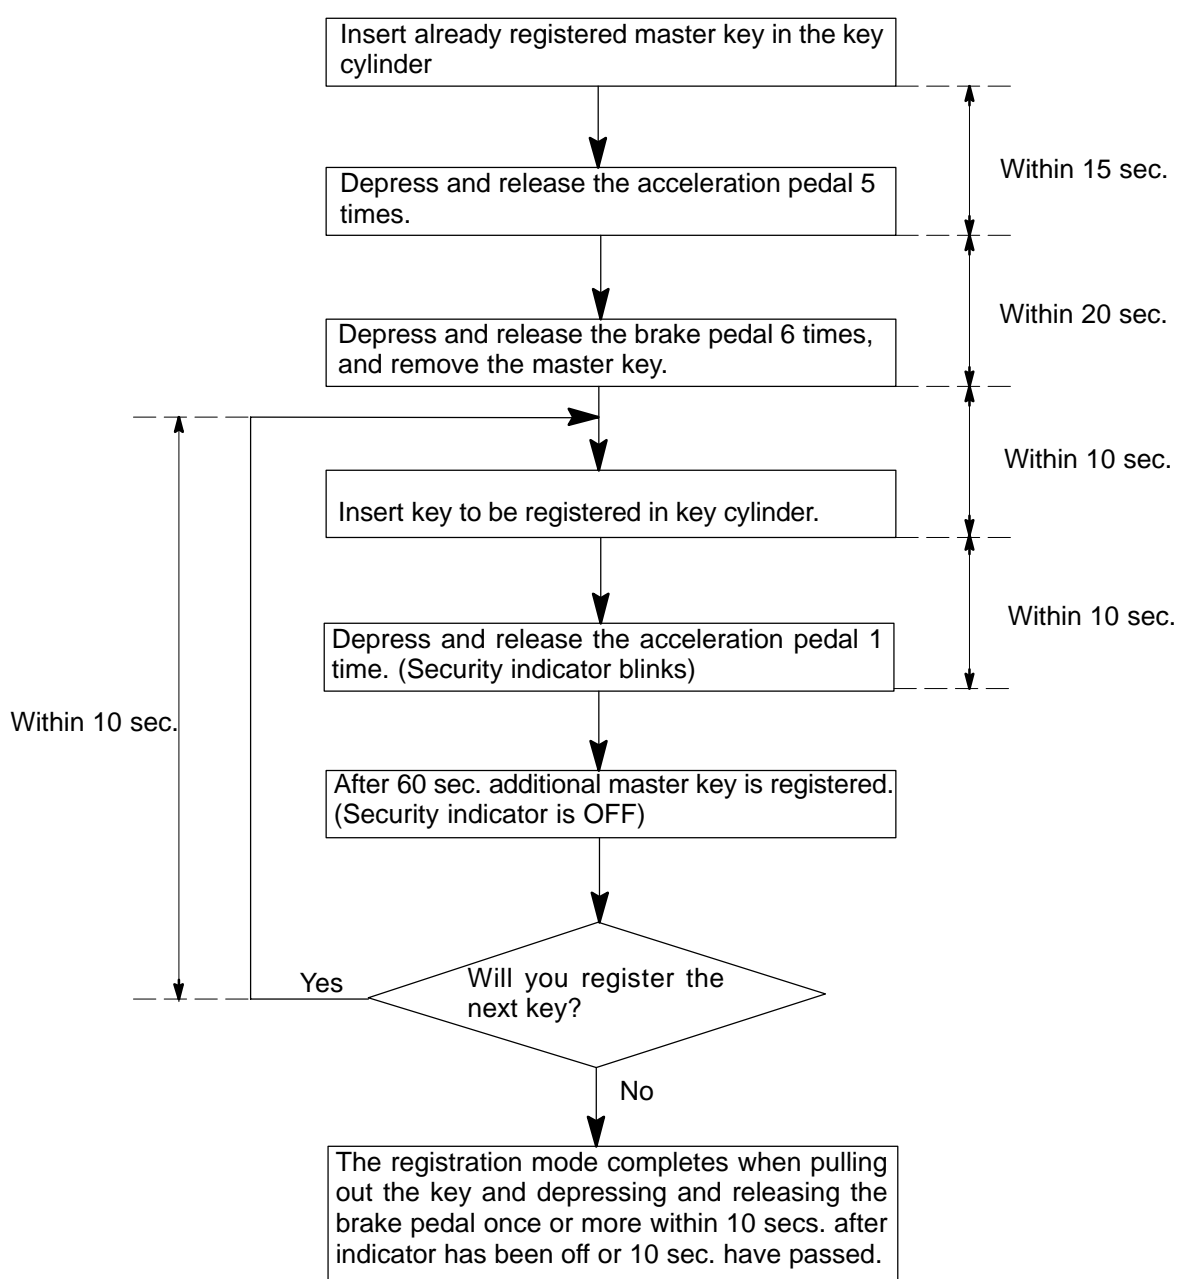 Insert already registered master key in the key
cylinder
Within 15 sec.
Depress and release the acceleration pedal 5
times.
Within 20 sec.
Depress and release the brake pedal 6 times,
and remove the master key.
Within 10 sec.
Insert key to be registered in key cylinder.
Within 10 sec.
Depress and release the acceleration pedal 1
time. (Security indicator blinks)
Within 10 sec.
After 60 sec. additional master key is registered.
(Security indicator is OFF)
Will you register the
next key?
Yes
No
The registration mode completes when pulling
out the key and depressing and releasing the
brake pedal once or more within 10 secs. after
indicator has been off or 10 sec. have passed.